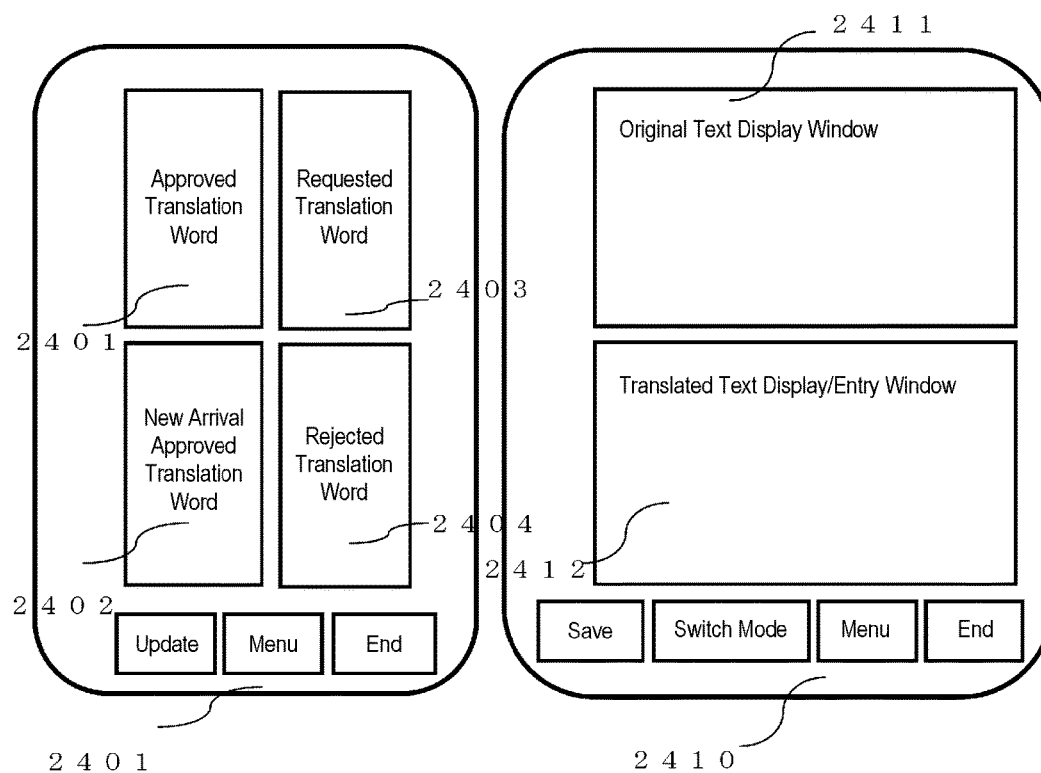 2411
Original Text Display Window
Approved
Translation
Word
Requested
Translation
Word
2403
2401
Translated Text Display/Entry Window
New Arrival
Approved
Translation
Word
Rejected
Translation
Word
2404
2412
2402
Update
Menu
End
Save
Switch Mode
Menu
End
2401
2410